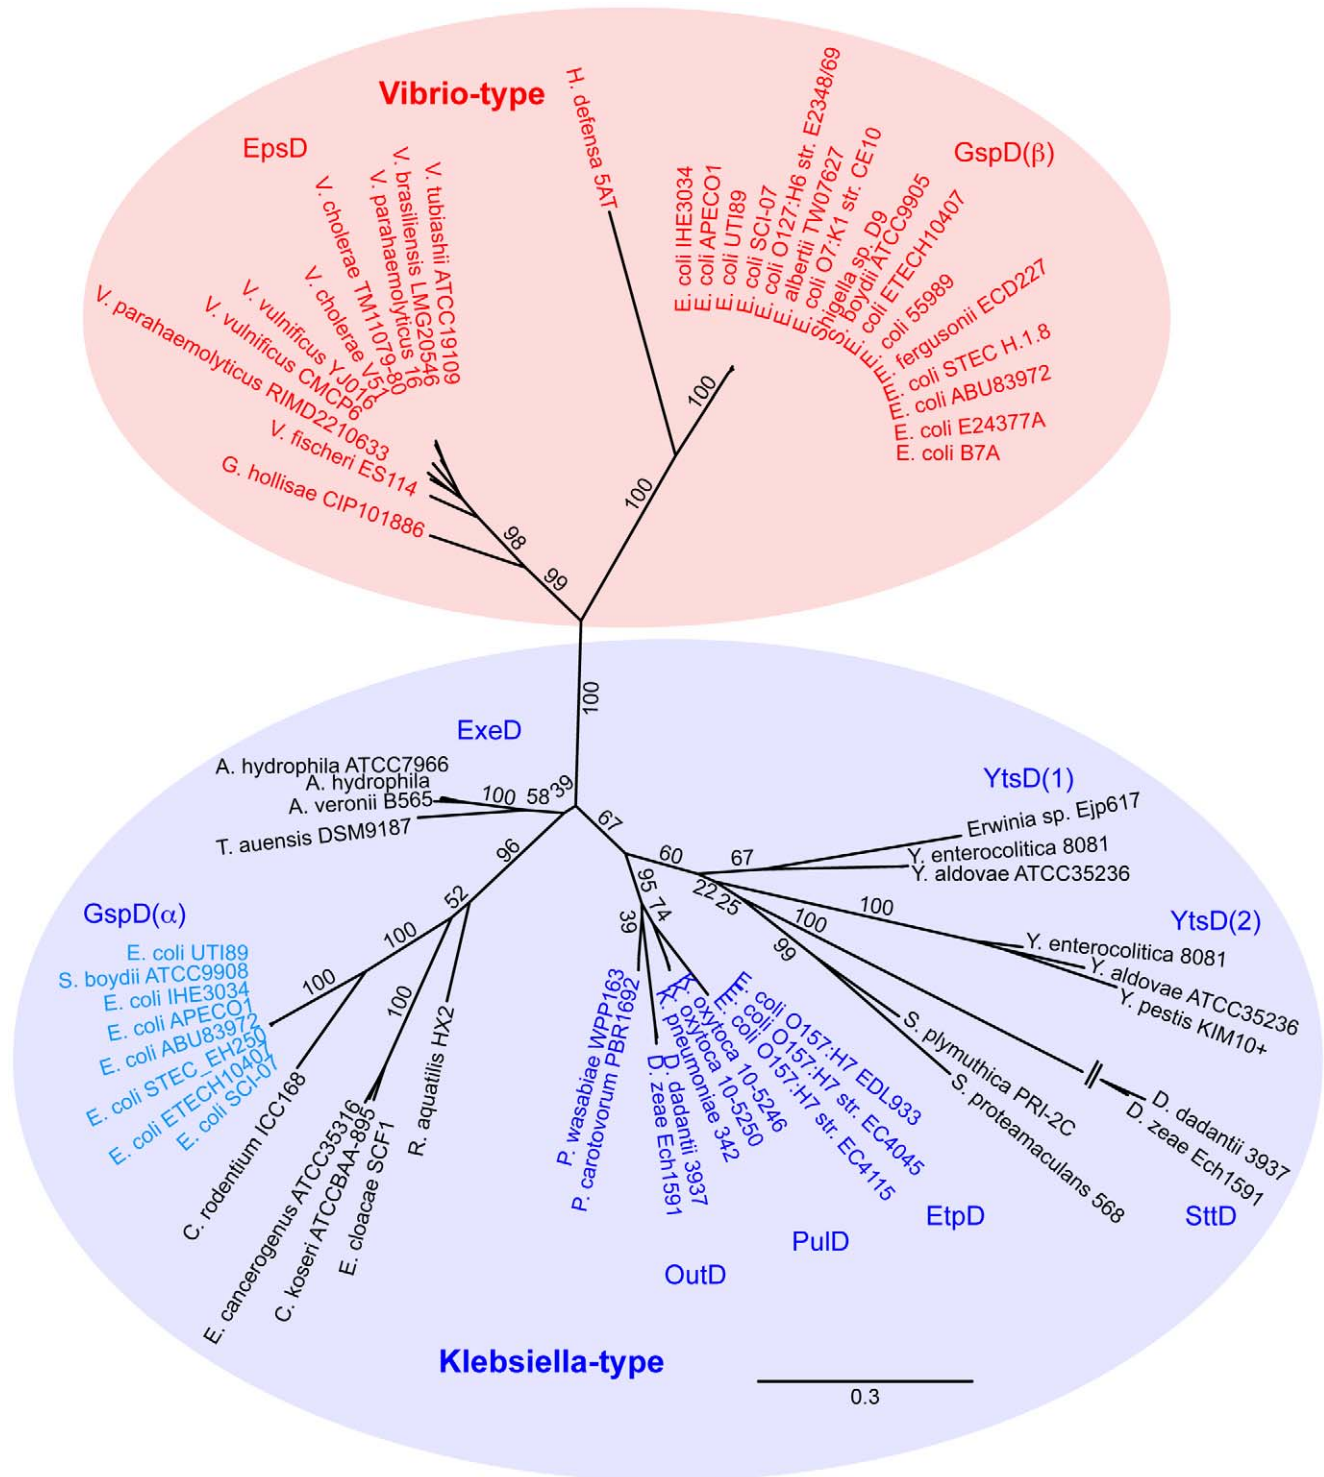 Vibrio-type
EpsD
V. parahaemolyticus RIMD2210633
V. vulnificus CMCP6
V. vulnificus YJ016
V. cholerae V51
V. cholerae TM11079-80
V. parahaemolyticus 16
V. brasiliensis LMG20546
V. tubiashii ATCC19109
V. fischeri ES114
G. hollisae CIP101886
H. defensa 5AT
GspD(β)
E. coli IHE3034
E. coli APECO1
E. coli UTI89
E. coli SCI-07
E. coli O127:H6 str. E2348/69
E. albertii TW07627
E. coli O7:K1 str. CE10
Shigella sp. D9
S. boydii ATCC9905
E. coli ETECH10407
E. coli 55989
E. fergusonii ECD227
E. coli STEC H.1.8
E. coli ABU83972
E. coli E24377A
E. coli B7A
100
100
98
99
100
ExeD
A. hydrophila ATCC7966
A. hydrophila
A. veronii B565
T. auensis DSM9187
100
58
39
96
52
100
100
100
GspD(α)
E. coli UTI89
S. boydii ATCC9908
E. coli IHE3034
E. coli APECO1
E. coli ABU83972
E. coli STEC_EH250
E. coli ETECH10407
E. coli SCI-07
C. rodentium ICC168
E. cancerogenus ATCC35316
C. koseri ATCCBAA-895
E. cloacae SCF1
R. aquatilis HX2
67
60
67
22
25
95
74
39
100
100
99
YtsD(1)
Erwinia sp. Ejp617
Y. enterocolitica 8081
Y. aldovae ATCC35236
YtsD(2)
Y. enterocolitica 8081
Y. aldovae ATCC35236
Y. pestis KIM10+
D. dadantii 3937
D. zeae Ech1591
SttD
S. plymuthica PRI-2C
S. proteamaculans 568
E. coli O157:H7 EDL933
E. coli O157:H7 str. EC4045
E. coli O157:H7 str. EC4115
EtpD
K. oxytoca 10-5246
K. oxytoca 10-5250
K. pneumoniae 342
PulD
D. dadantii 3937
D. zeae Ech1591
P. wasabiae WPP163
P. carotovorum PBR1692
OutD
Klebsiella-type
0.3